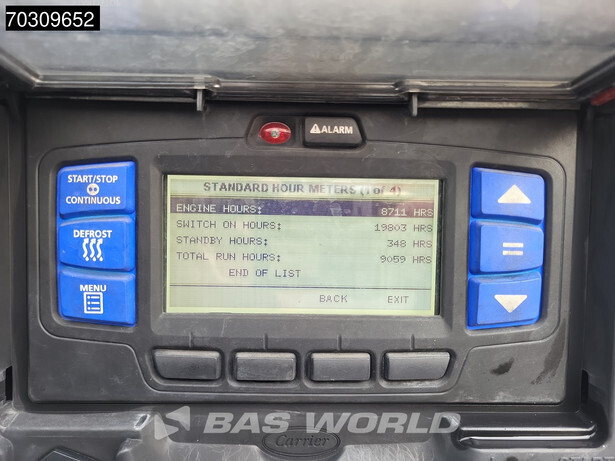 70309652
ALARM
START/STOP
CONTINUOUS
DEFROST
MENU
STANDARD HOUR METERS (1 of 4)
ENGINE HOURS: 8711 HRS
SWITCH ON HOURS: 19803 HRS
STANDBY HOURS: 348 HRS
TOTAL RUN HOURS: 9059 HRS
END OF LIST
BACK EXIT
=
BAS WORLD
Carrier